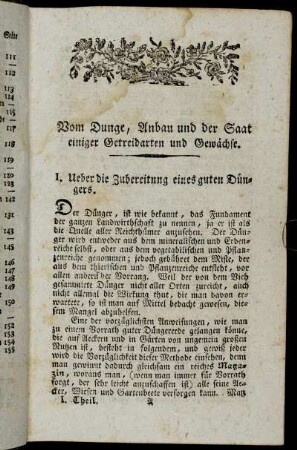 Seite
111
Vom Dunge, Anbau und der Saat
einiger Getreidarten und Gewächse.
1. Ueber die Zubereitung eines guten Dün-
gers.
Der Dünger, ist wie bekannt, das Fundament
der ganzen Landwirthschaft zu nennen, ja er ist als
die Quelle aller Reichthümer anzusehen. Der Dün-
ger wird entweder aus dem mineralischen und Erden-
reiche selbst, oder aus dem vegetabilischen und Pflan-
zenreiche genommen; jedoch gebühret dem Miste, der
aus dem thierischen und Pflanzenreiche entsteht, vor
allen andern der Vorzug. Weil der von dem Vieh
gesammelte Dünger nicht aller Orten zureicht, auch
nicht allemal die Wirkung thut, die man davon er-
wartet, so ist man auf Mittel bedacht gewesen, die-
sem Mangel abzuhelfen.
Eine der vorzüglichsten Anweisungen, wie man
zu einem Vorrath guter Düngererde gelangen könne,
die auf Aeckern und in Gärten von ungemein großen
Nutzen ist, besteht in folgendem, und gewiß jeder
wird die Vorzüglichkeit dieser Methode einsehen, denn
man gewinnt dadurch gleichsam ein reiches Magga-
zin, woraus man, (wenn man immer für Vorrath
sorgt, der sehr leicht anzuschaffen ist) alle seine Ae-
cker, Wiesen und Gartenbeete versorgen kann. Man
1. Theil. A